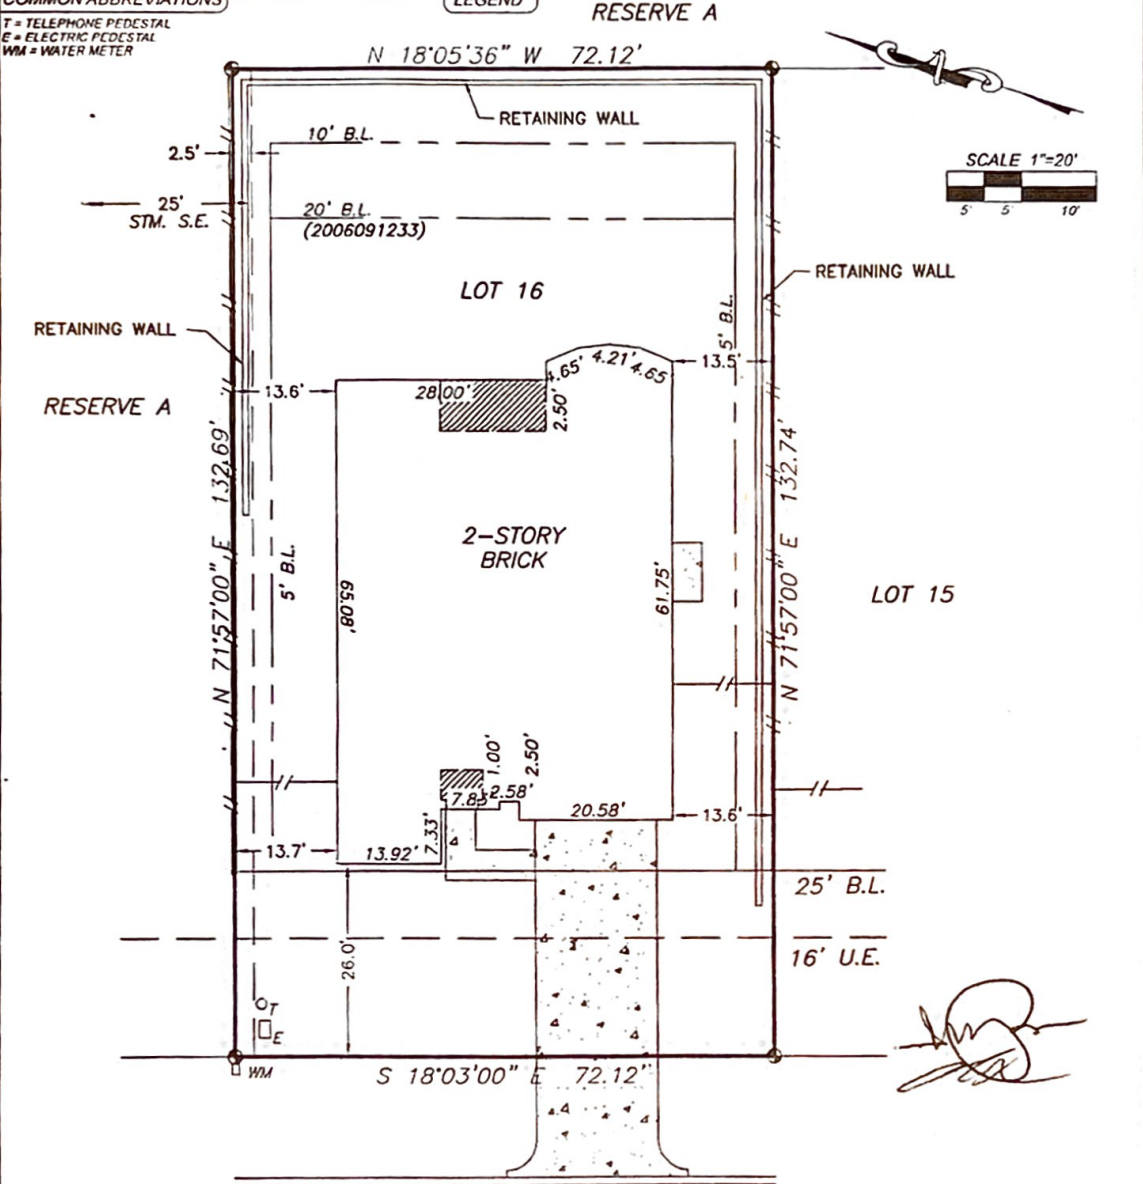 COMMON ABBREVIATIONS
LEGEND
RESERVE A
T = TELEPHONE PEDESTAL
E = ELECTRIC PEDESTAL
WM = WATER METER
N 18°05'36" W 72.12'
RETAINING WALL
10' B.L.
2.5'
SCALE 1"=20'
5' 5' 10'
25'
STM. S.E.
20' B.L.
(2006091233)
RETAINING WALL
LOT 16
RETAINING WALL
5' B.L.
4.65' 4.21' 4.65
13.5'
13.6'
28.00'
2.50'
RESERVE A
N 71°57'00" E 132.69'
N 71°57'00" E 132.74'
2-STORY
BRICK
5' B.L.
65.08'
61.75'
LOT 15
1.00'
2.50'
7.83' 2.58'
20.58'
13.6'
7.33'
13.7'
13.92'
25' B.L.
26.0'
16' U.E.
T
E
WM
S 18°03'00" E 72.12'